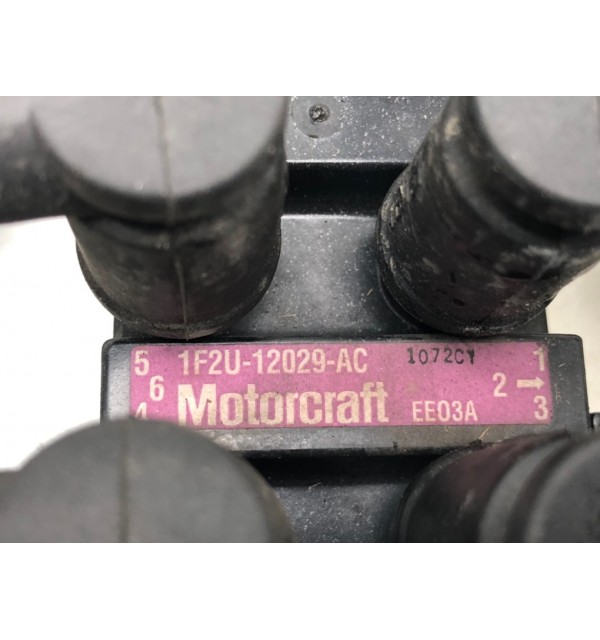 5 1F2U-12029-AC 1072CY 1
6 2 →
4 Motorcraft EE03A 3